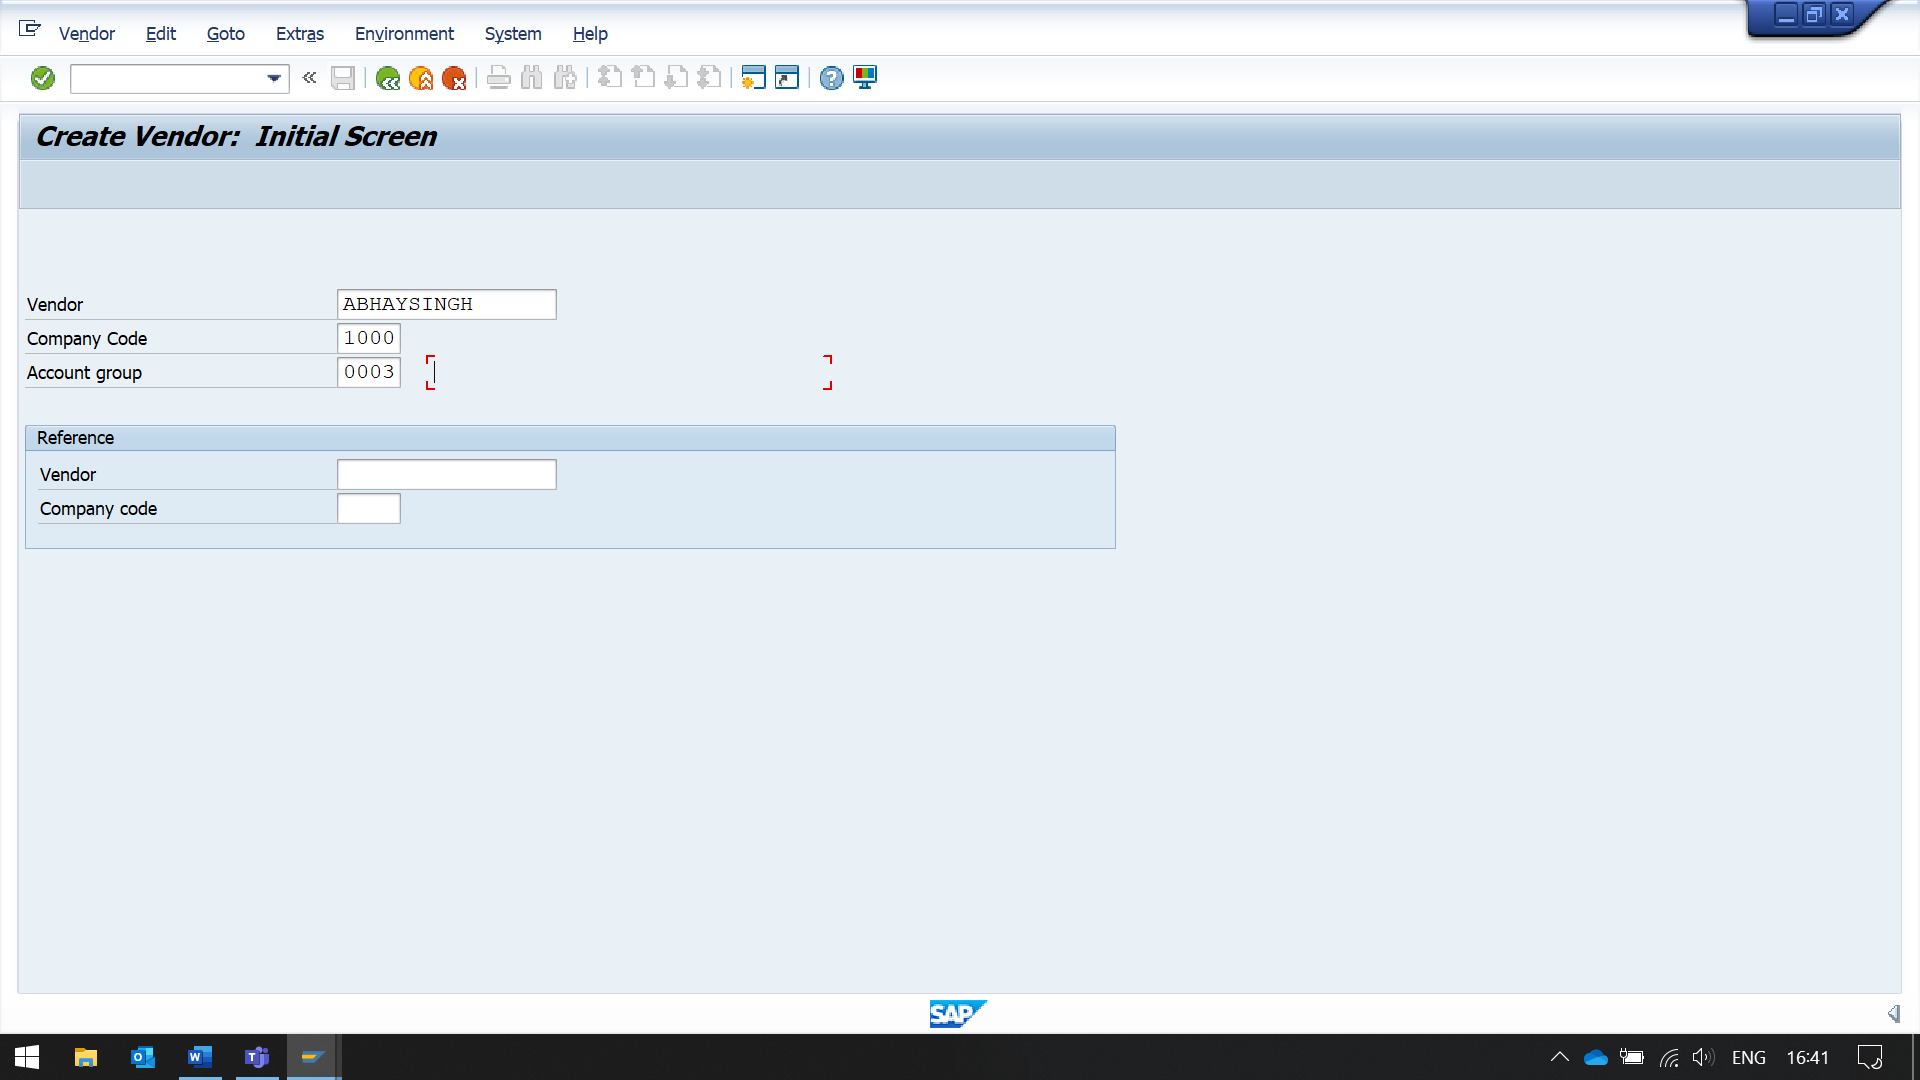 Vendor Edit Goto Extras Environment System Help
Create Vendor: Initial Screen
Vendor ABHAYSINGH
Company Code 1000
Account group 0003
Reference
Vendor
Company code
SAP
ENG 16:41